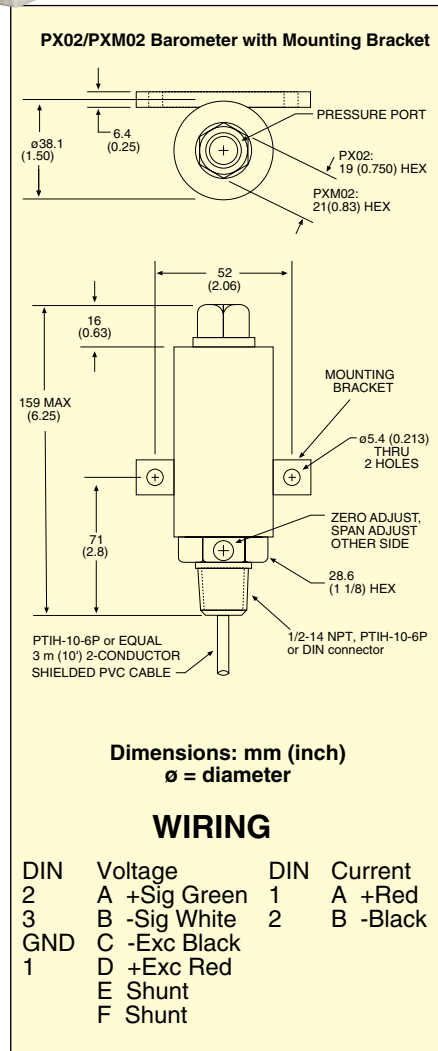 PX02/PXM02 Barometer with Mounting Bracket
PRESSURE PORT
ø38.1
(1.50)
6.4
(0.25)
PX02:
19 (0.750) HEX
PXM02:
21(0.83) HEX
52
(2.06)
16
(0.63)
159 MAX
(6.25)
MOUNTING
BRACKET
ø5.4 (0.213)
THRU
2 HOLES
71
(2.8)
ZERO ADJUST,
SPAN ADJUST
OTHER SIDE
28.6
(1 1/8) HEX
PTIH-10-6P or EQUAL
3 m (10') 2-CONDUCTOR
SHIELDED PVC CABLE
1/2-14 NPT, PTIH-10-6P
or DIN connector
Dimensions: mm (inch)
ø = diameter
WIRING
DIN Voltage DIN Current
2 A +Sig Green 1 A +Red
3 B -Sig White 2 B -Black
GND C -Exc Black
1 D +Exc Red
E Shunt
F Shunt